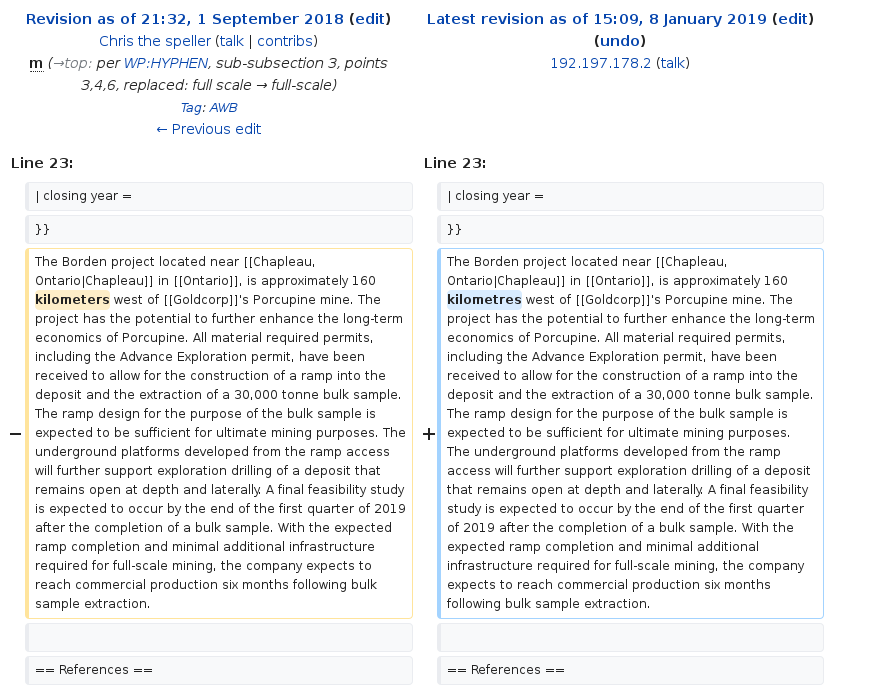 Revision as of 21:32, 1 September 2018 (edit)
Chris the speller (talk | contribs)
m (→top: per WP:HYPHEN, sub-subsection 3, points
3,4,6, replaced: full scale → full-scale)
Tag: AWB
← Previous edit
Latest revision as of 15:09, 8 January 2019 (edit)
(undo)
192.197.178.2 (talk)
Line 23:
Line 23:
| closing year =
| closing year =
}}
}}
−
The Borden project located near [[Chapleau,
Ontario|Chapleau]] in [[Ontario]], is approximately 160
kilometers west of [[Goldcorp]]'s Porcupine mine. The
project has the potential to further enhance the long-term
economics of Porcupine. All material required permits,
including the Advance Exploration permit, have been
received to allow for the construction of a ramp into the
deposit and the extraction of a 30,000 tonne bulk sample.
The ramp design for the purpose of the bulk sample is
expected to be sufficient for ultimate mining purposes. The
underground platforms developed from the ramp access
will further support exploration drilling of a deposit that
remains open at depth and laterally. A final feasibility study
is expected to occur by the end of the first quarter of 2019
after the completion of a bulk sample. With the expected
ramp completion and minimal additional infrastructure
required for full-scale mining, the company expects to
reach commercial production six months following bulk
sample extraction.
+
The Borden project located near [[Chapleau,
Ontario|Chapleau]] in [[Ontario]], is approximately 160
kilometres west of [[Goldcorp]]'s Porcupine mine. The
project has the potential to further enhance the long-term
economics of Porcupine. All material required permits,
including the Advance Exploration permit, have been
received to allow for the construction of a ramp into the
deposit and the extraction of a 30,000 tonne bulk sample.
The ramp design for the purpose of the bulk sample is
expected to be sufficient for ultimate mining purposes.
The underground platforms developed from the ramp
access will further support exploration drilling of a deposit
that remains open at depth and laterally. A final feasibility
study is expected to occur by the end of the first quarter
of 2019 after the completion of a bulk sample. With the
expected ramp completion and minimal additional
infrastructure required for full-scale mining, the company
expects to reach commercial production six months
following bulk sample extraction.
== References ==
== References ==